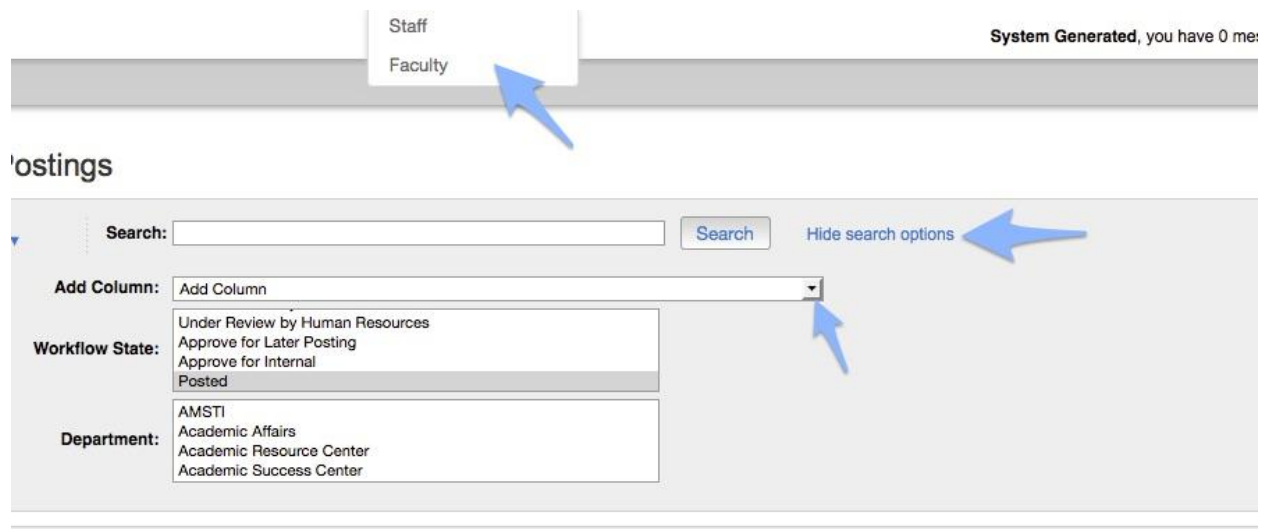 Staff
System Generated, you have 0 mes
Faculty
Postings
Search:
Search
Hide search options
Add Column:
Add Column
Workflow State:
Under Review by Human Resources
Approve for Later Posting
Approve for Internal
Posted
Department:
AMSTI
Academic Affairs
Academic Resource Center
Academic Success Center